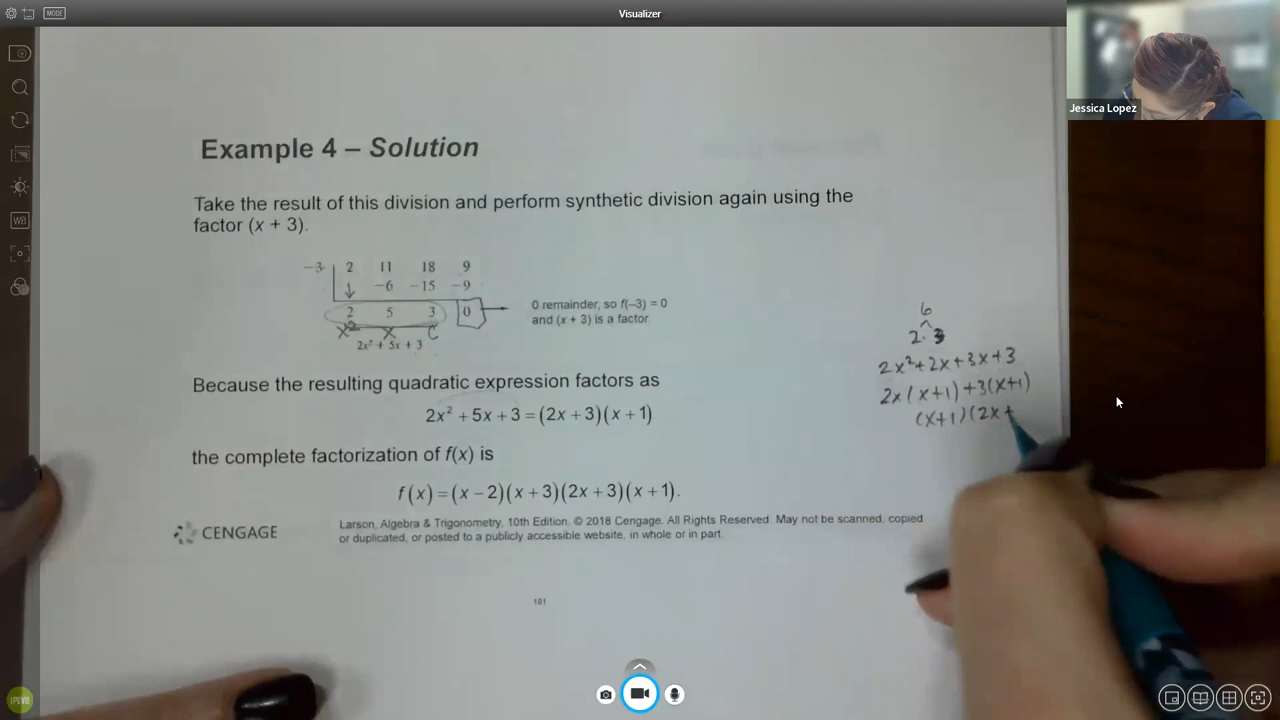 MODE
Visualizer
Jessica Lopez
WB
Example 4 – Solution
Take the result of this division and perform synthetic division again using the
factor (x + 3).
−3 2 11 18 9
↓ −6 −15 −9
2 5 3 0
x² x c
2x² + 5x + 3
0 remainder, so f(−3) = 0
and (x + 3) is a factor
Because the resulting quadratic expression factors as
2x² + 5x + 3 = (2x + 3)(x + 1)
the complete factorization of f(x) is
f(x) = (x − 2)(x + 3)(2x + 3)(x + 1).
6
2·3
2x²+2x+3x+3
2x(x+1)+3(x+1)
(x+1)(2x+
CENGAGE
Larson, Algebra & Trigonometry, 10th Edition. © 2018 Cengage. All Rights Reserved. May not be scanned, copied
or duplicated, or posted to a publicly accessible website, in whole or in part.
101
IPEVO